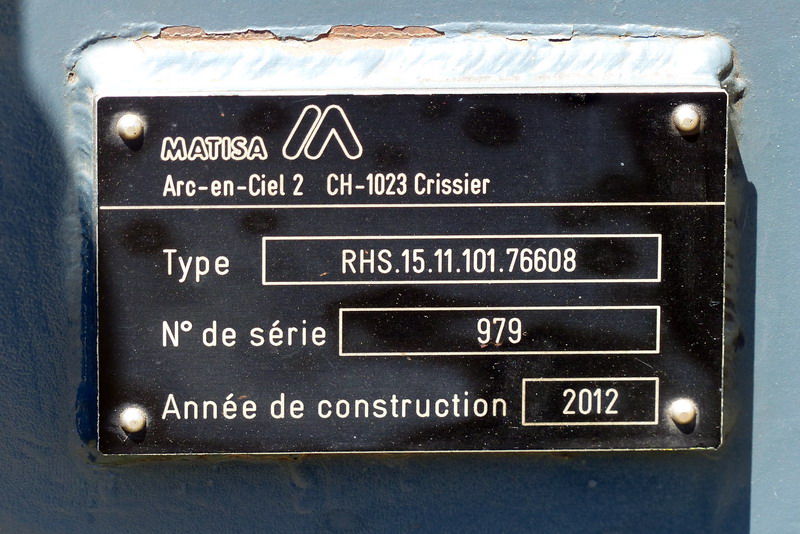 MATISA
Arc-en-Ciel 2 CH-1023 Crissier
Type RHS.15.11.101.76608
N° de série 979
Année de construction 2012